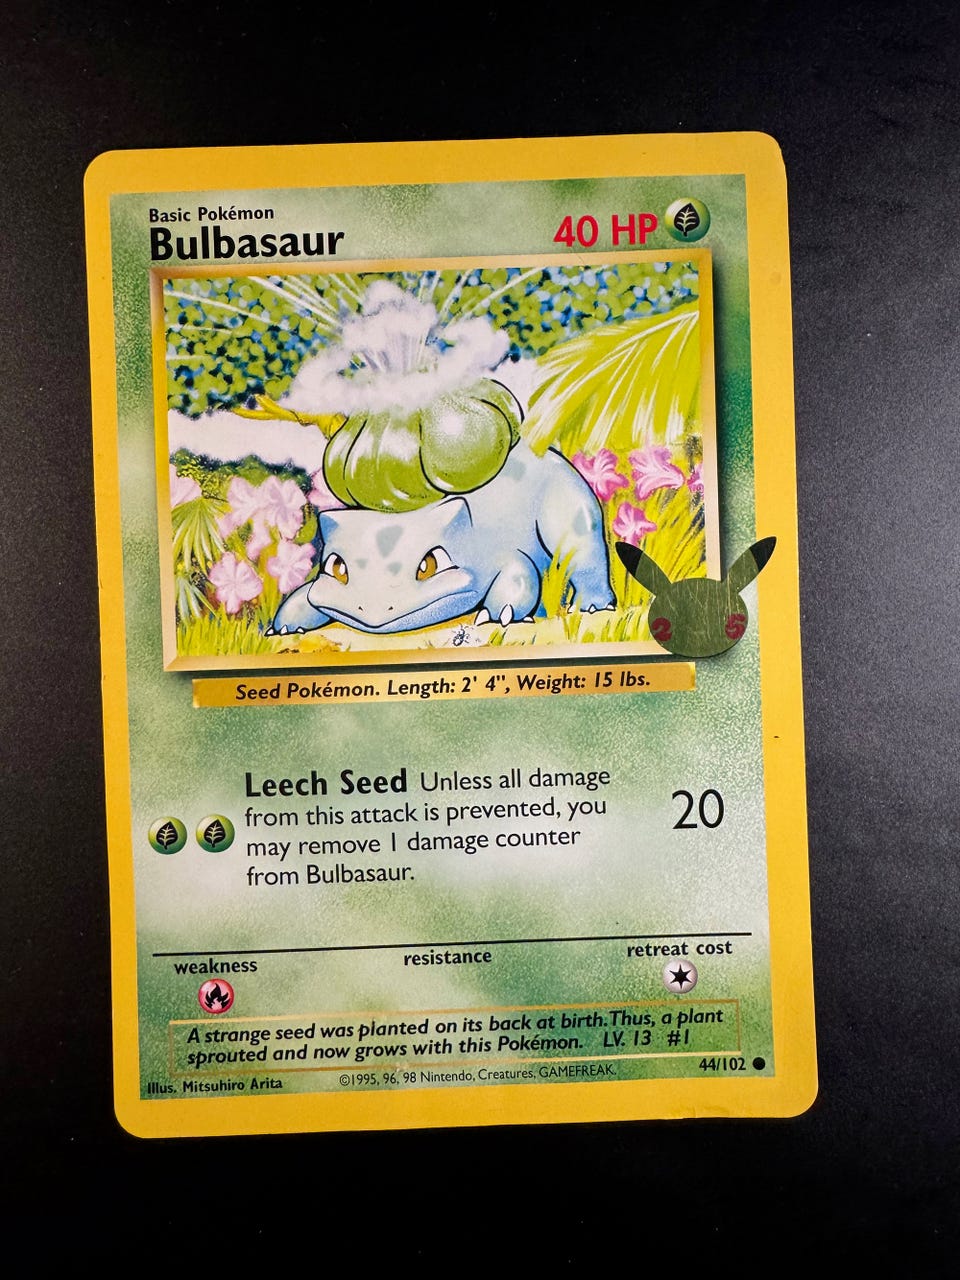 Basic Pokémon
Bulbasaur
40 HP
2 5
Seed Pokémon. Length: 2' 4", Weight: 15 lbs.
Leech Seed Unless all damage
from this attack is prevented, you
may remove 1 damage counter
from Bulbasaur.
20
weakness
resistance
retreat cost
A strange seed was planted on its back at birth. Thus, a plant
sprouted and now grows with this Pokémon. LV. 13 #1
Illus. Mitsuhiro Arita
©1995, 96, 98 Nintendo, Creatures, GAMEFREAK.
44/102